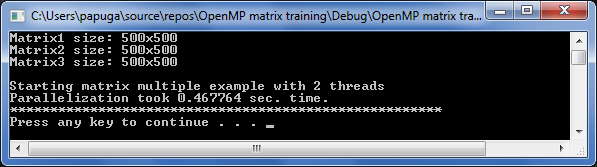 C:\Users\papuga\source\repos\OpenMP matrix training\Debug\OpenMP matrix tra...
Matrix1 size: 500x500
Matrix2 size: 500x500
Matrix3 size: 500x500
Starting matrix multiple example with 2 threads
Parallelization took 0.467764 sec. time.
******************************************************
Press any key to continue . . . _